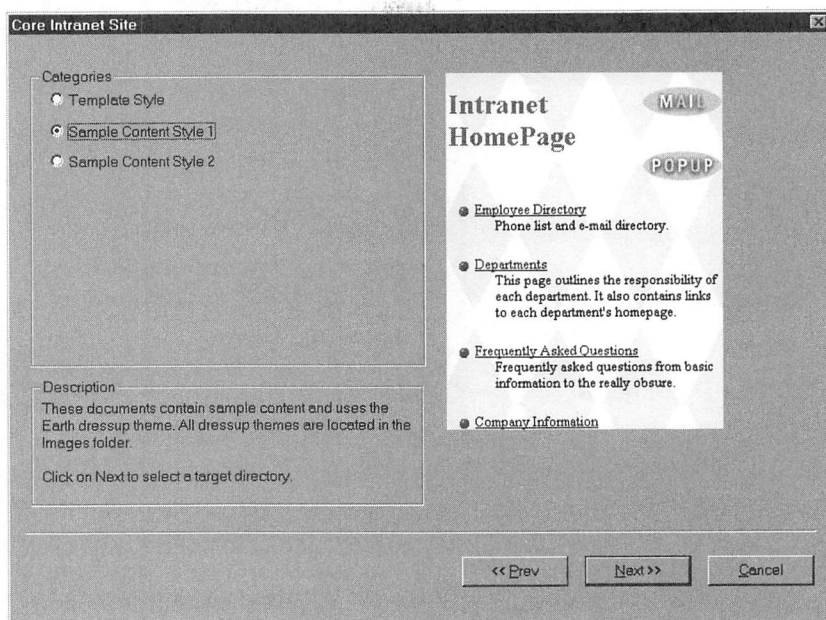 Core Intranet Site
Categories
Template Style
Sample Content Style 1
Sample Content Style 2
Description
These documents contain sample content and uses the
Earth dressup theme. All dressup themes are located in the
Images folder.
Click on Next to select a target directory.
Intranet
HomePage
MAIL
POPUP
Employee Directory
Phone list and e-mail directory.
Departments
This page outlines the responsibility of
each department. It also contains links
to each department's homepage.
Frequently Asked Questions
Frequently asked questions from basic
information to the really obsure.
Company Information
<< Prev
Next >>
Cancel